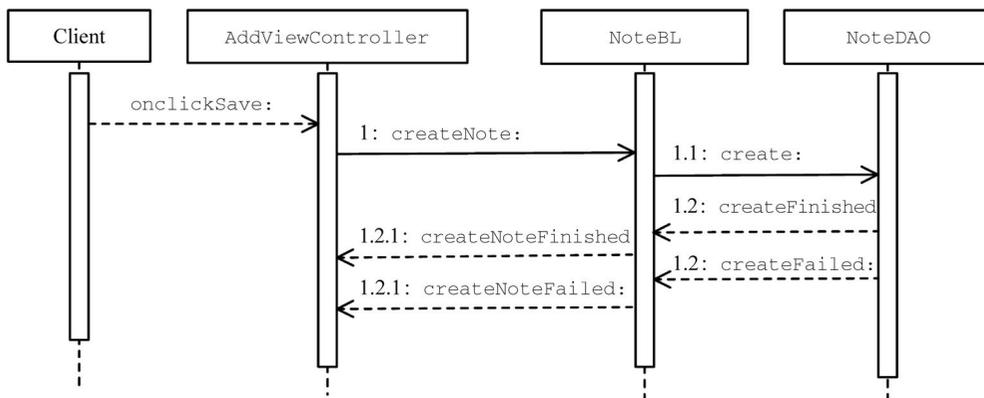 Client
AddViewController
NoteBL
NoteDAO
onclickSave:
1: createNote:
1.1: create:
1.2: createFinished
1.2.1: createNoteFinished
1.2: createFailed:
1.2.1: createNoteFailed: